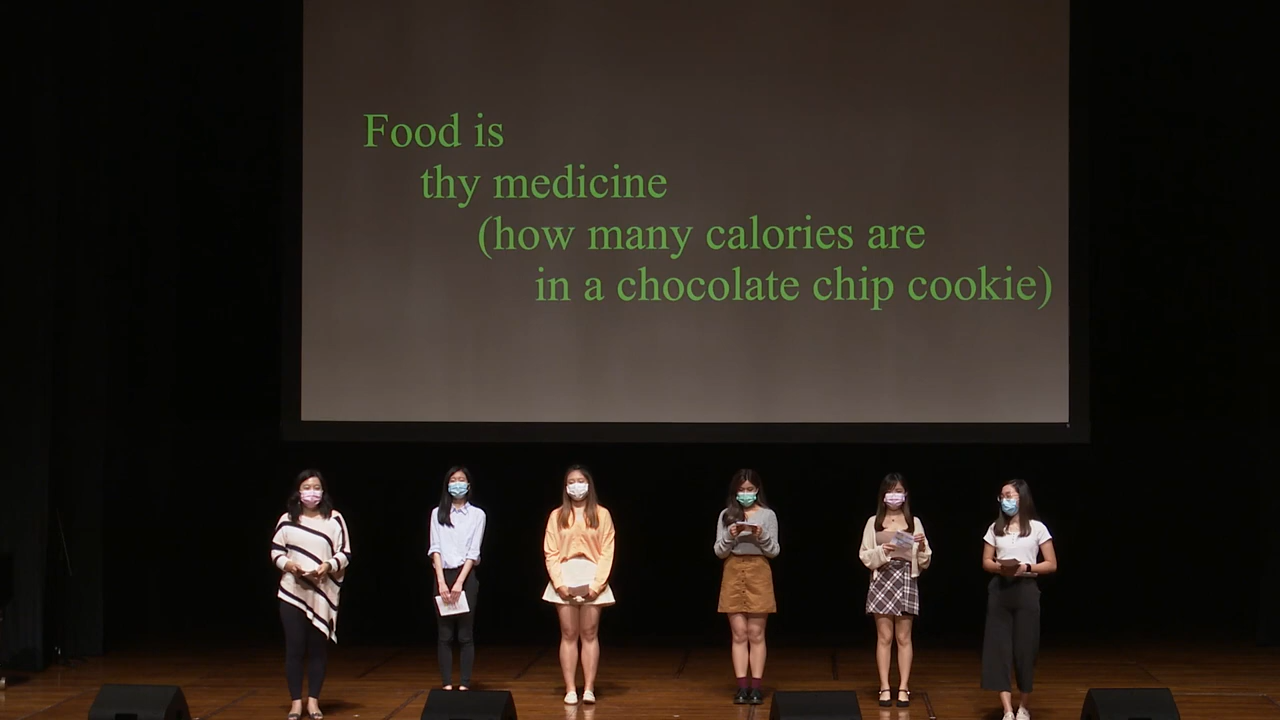 Food is
thy medicine
(how many calories are
in a chocolate chip cookie)